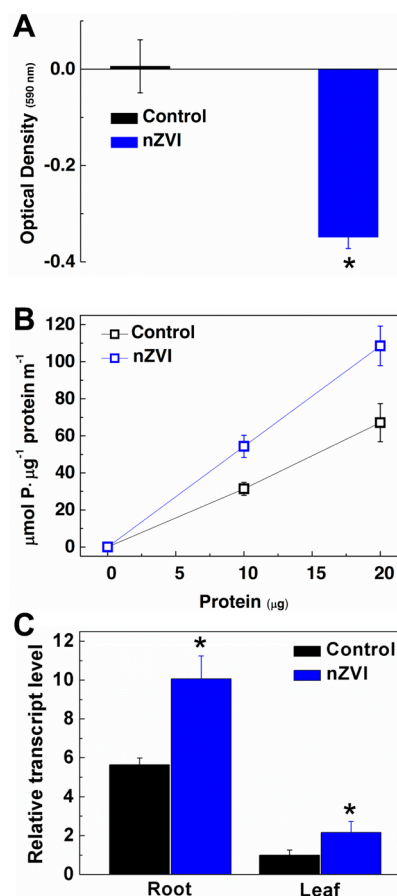 A
Optical Density (590 nm)
0.0
-0.2
-0.4
Control
nZVI
*
B
μmol P. μg⁻¹ protein m⁻¹
120
100
80
60
40
20
0
Control
nZVI
0 5 10 15 20
Protein (μg)
C
Relative transcript level
12
10
8
6
4
2
0
*
Control
nZVI
*
Root Leaf